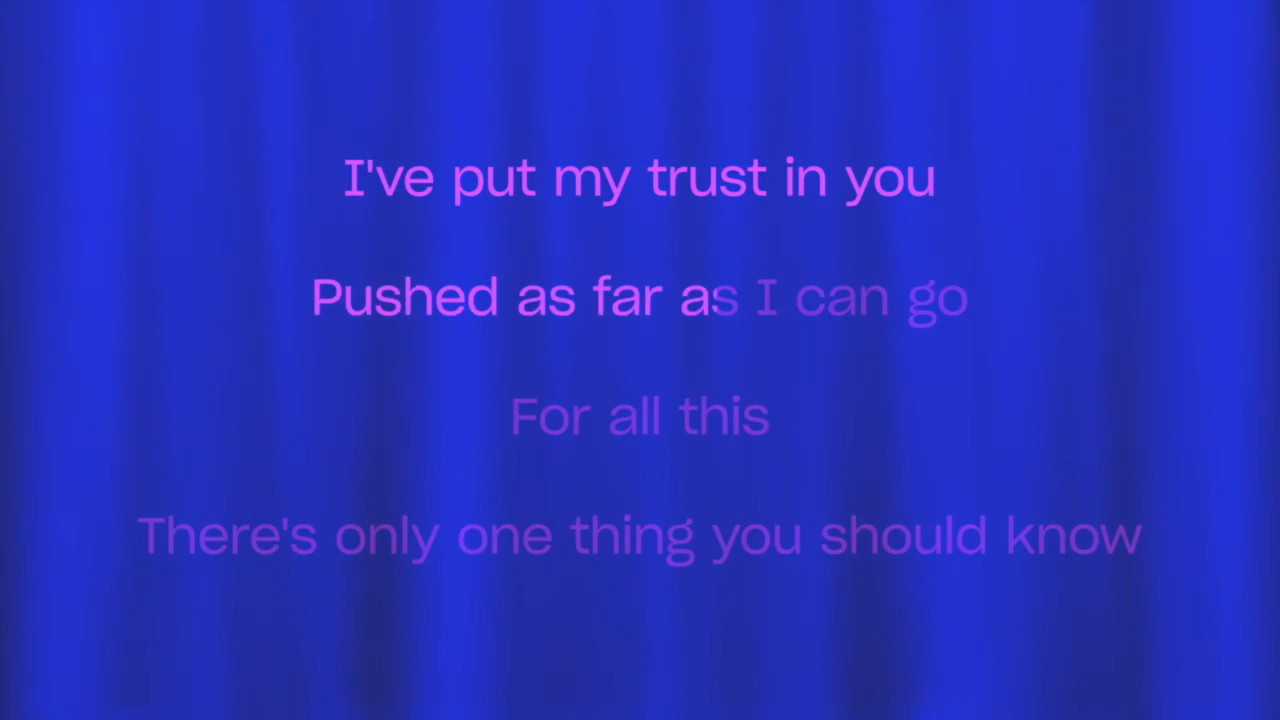 I've put my trust in you
Pushed as far as I can go
For all this
There's only one thing you should know